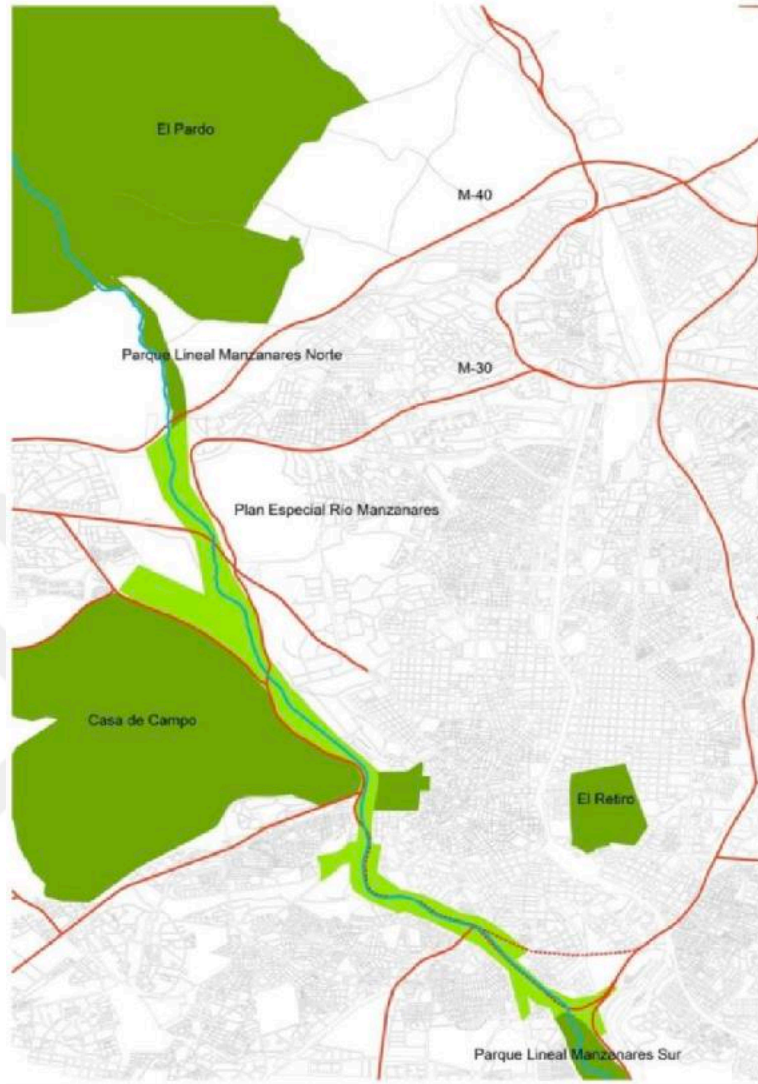 El Pardo
M-40
Parque Lineal Manzanares Norte
M-30
Plan Especial Rio Manzanares
Casa de Campo
El Retiro
Parque Lineal Manzanares Sur